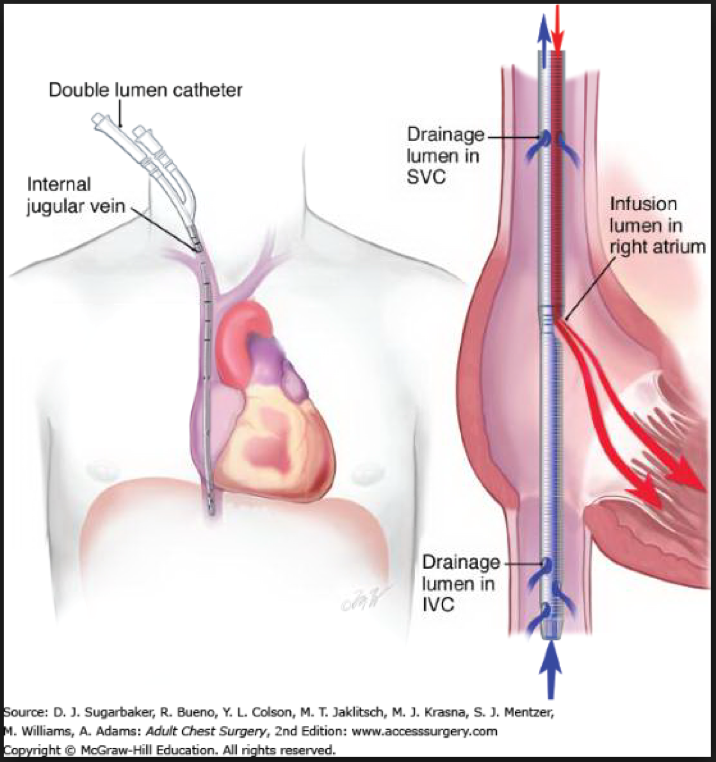 Double lumen catheter
Internal
jugular vein
Drainage
lumen in
SVC
Infusion
lumen in
right atrium
Drainage
lumen in
IVC
Source: D. J. Sugarbaker, R. Bueno, Y. L. Colson, M. T. Jaklitsch, M. J. Krasna, S. J. Mentzer,
M. Williams, A. Adams: Adult Chest Surgery, 2nd Edition: www.accesssurgery.com
Copyright © McGraw-Hill Education. All rights reserved.